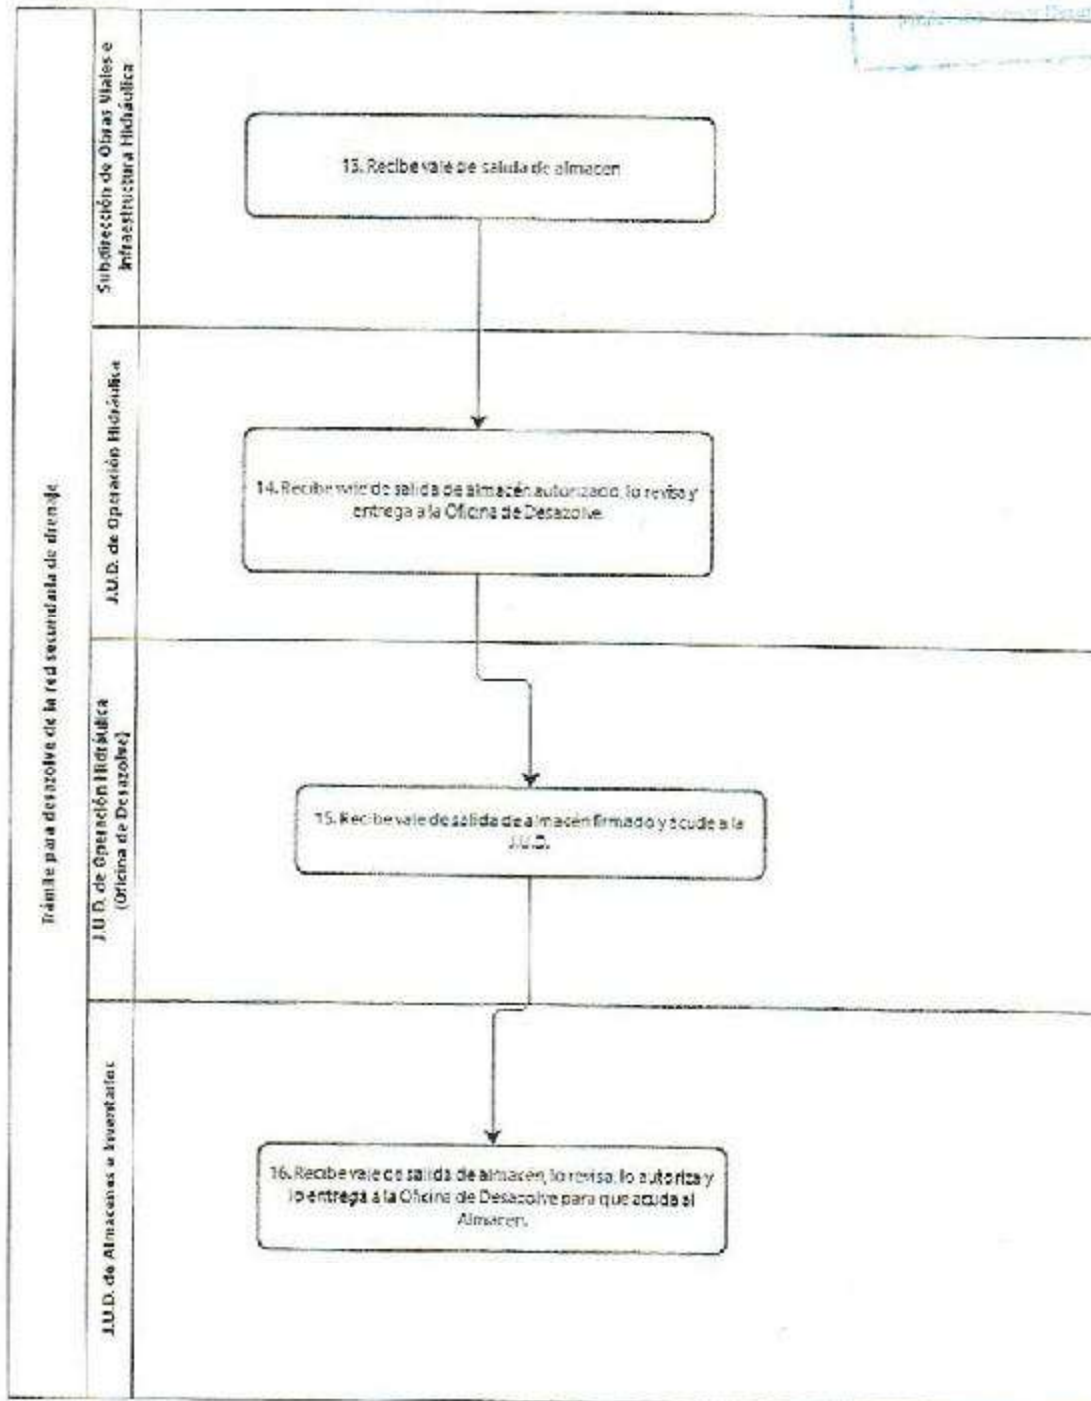 Trámite para desazolve de la red secundaria de drenaje
Subdirección de Obras Viales e
Infraestructura Hidráulica
13. Recibe vale de salida de almacen
J.U.D. de Operación Hidráulica
14. Recibe vale de salida de almacén autorizado, lo revisa y
entrega a la Oficina de Desazolve.
J.U.D. de Operación Hidráulica
(Oficina de Desazolve)
15. Recibe vale de salida de almacén firmado y acude a la
J.U.D.
J.U.D. de Almacenes e Inventarios
16. Recibe vale de salida de almacén, lo revisa, lo autoriza y
lo entrega a la Oficina de Desazolve para que acuda al
Almacen.